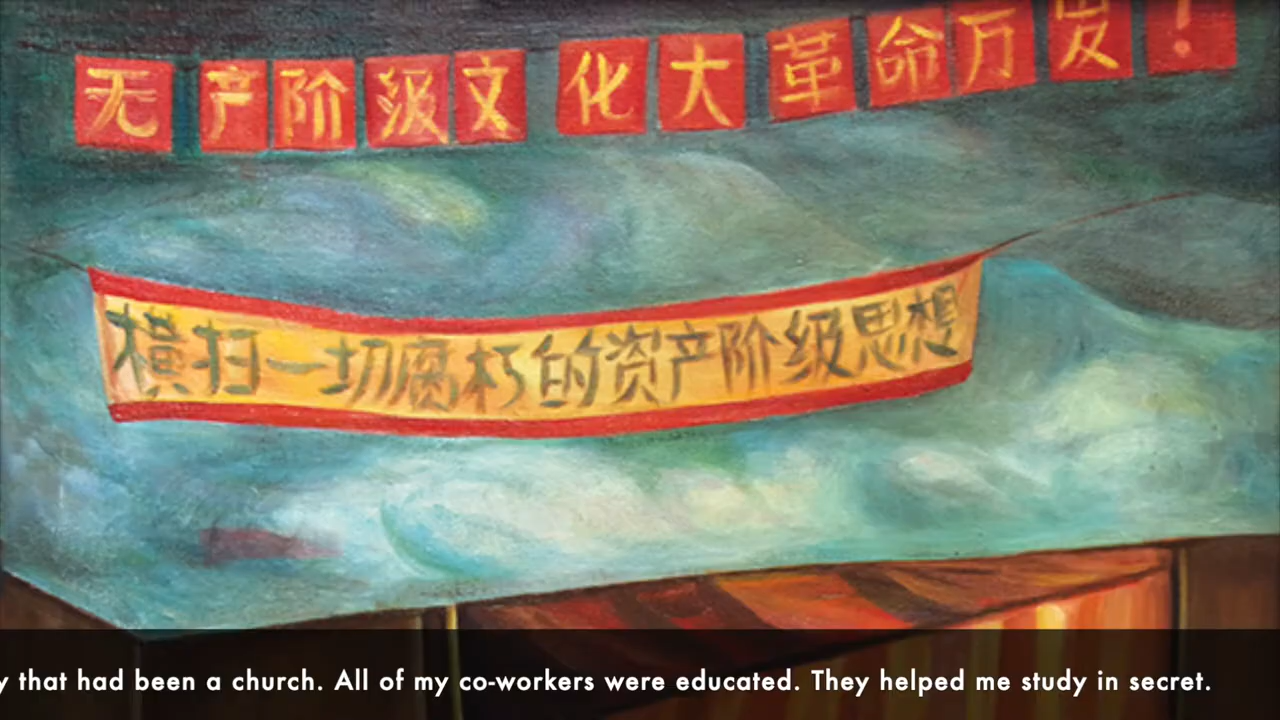 无产阶级文化大革命万岁！
横扫一切腐朽的资产阶级思想
y that had been a church. All of my co-workers were educated. They helped me study in secret.